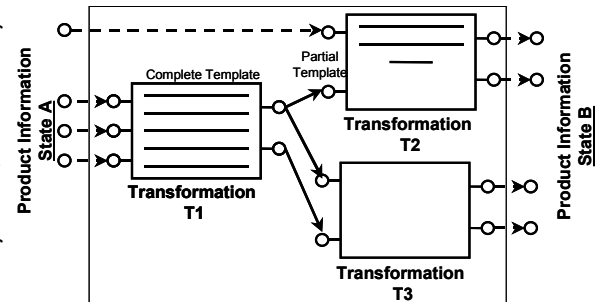 Product Information
State A
Complete Template
Transformation
T1
Partial
Template
Transformation
T2
Transformation
T3
Product Information
State B